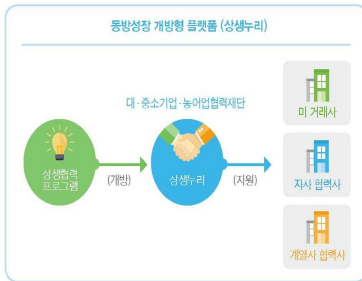 동방성장 개방형 플랫폼 (상생누리)
대·중소기업·농어업협력재단
미 거래사
상생협력
프로그램
(개방)
상생누리
(지원)
자사 협력사
계열사 협력사